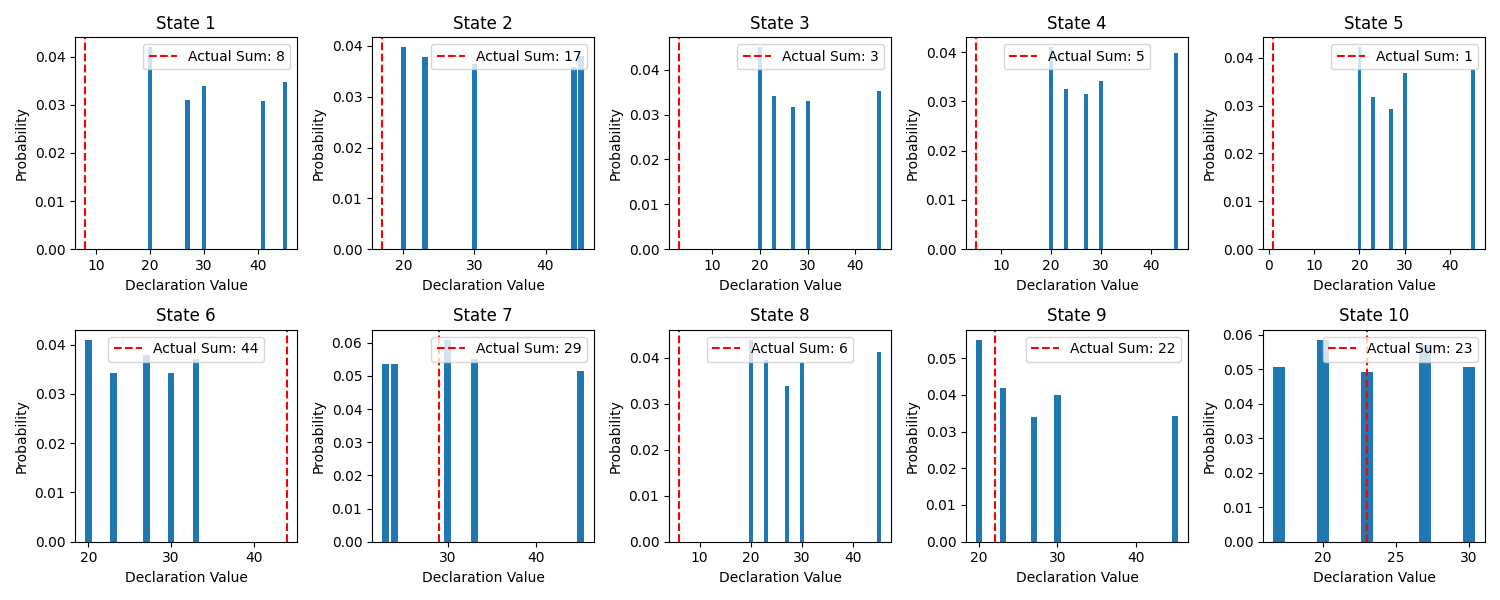 State 1
State 2
State 3
State 4
State 5
Actual Sum: 8
Actual Sum: 17
Actual Sum: 3
Actual Sum: 5
Actual Sum: 1
Probability
0.04
0.03
0.02
0.01
0.00
10 20 30 40
Declaration Value
Probability
0.04
0.03
0.02
0.01
0.00
20 30 40
Declaration Value
Probability
0.04
0.03
0.02
0.01
0.00
10 20 30 40
Declaration Value
Probability
0.04
0.03
0.02
0.01
0.00
10 20 30 40
Declaration Value
Probability
0.04
0.03
0.02
0.01
0.00
0 10 20 30 40
Declaration Value
State 6
State 7
State 8
State 9
State 10
Actual Sum: 44
Actual Sum: 29
Actual Sum: 6
Actual Sum: 22
Actual Sum: 23
Probability
0.04
0.03
0.02
0.01
0.00
20 30 40
Declaration Value
Probability
0.06
0.05
0.04
0.03
0.02
0.01
0.00
30 40
Declaration Value
Probability
0.04
0.03
0.02
0.01
0.00
10 20 30 40
Declaration Value
Probability
0.05
0.04
0.03
0.02
0.01
0.00
20 30 40
Declaration Value
Probability
0.06
0.05
0.04
0.03
0.02
0.01
0.00
20 25 30
Declaration Value